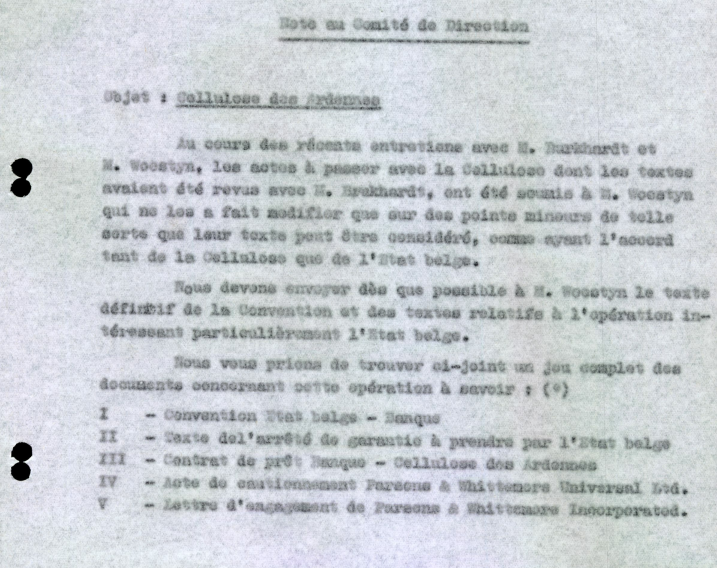 Note au Comité de Direction
Objet : Cellulose des Ardennes
Au cours des récents entretiens avec M. Burkhardt et
M. Woestyn, les actes à passer avec la Cellulose dont les textes
avaient été revus avec M. Brukhardt, ont été soumis à M. Woestyn
qui ne les a fait modifier que sur des points mineurs de telle
sorte que leur texte peut être considéré, comme ayant l'accord
tant de la Cellulose que de l'Etat belge.
Nous devons envoyer dès que possible à M. Woestyn le texte
définitif de la Convention et des textes relatifs à l'opération in-
téressant particulièrement l'Etat belge.
Nous vous prions de trouver ci-joint un jeu complet des
documents concernant cette opération à savoir : (°)
I - Convention Etat belge - Banque
II - Texte del'arrêté de garantie à prendre par l'Etat belge
III - Contrat de prêt Banque - Cellulose des Ardennes
IV - Acte de cautionnement Parsons & Whittemore Universal Ltd.
V - Lettre d'engagement de Parsons & Whittemore Incorporated.